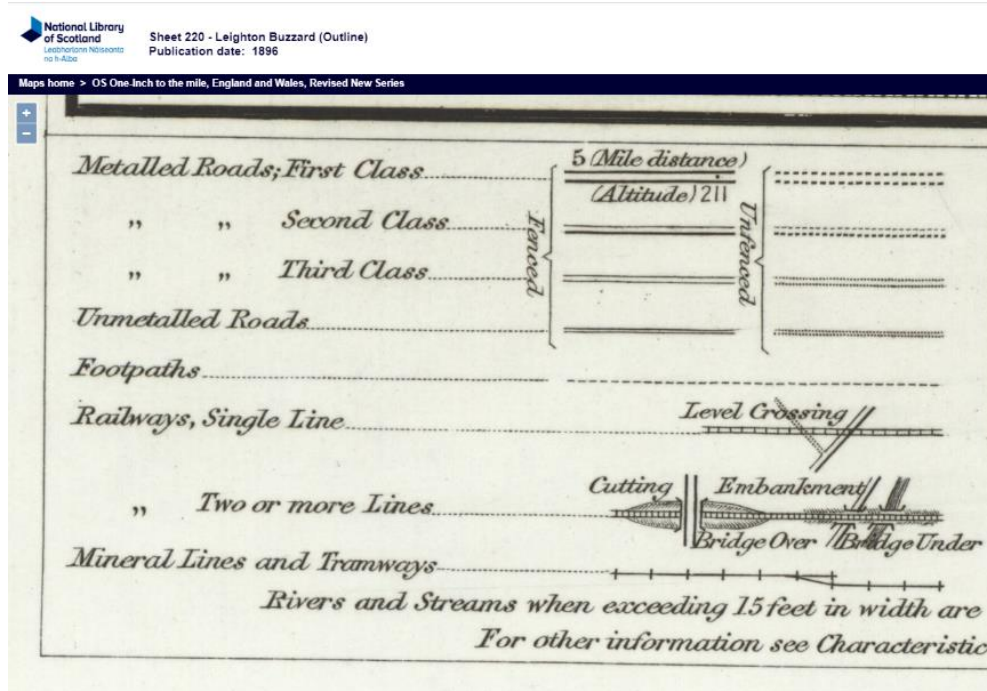 National Library
of Scotland
Leabharlann Nàiseanta
na h-Alba
Sheet 220 - Leighton Buzzard (Outline)
Publication date: 1896
Maps home > OS One-Inch to the mile, England and Wales, Revised New Series
+
-
Metalled Roads; First Class
„ „ Second Class
„ „ Third Class
Unmetalled Roads
Fenced
5 (Mile distance)
(Altitude) 211
Unfenced
Footpaths
Railways, Single Line
Level Crossing
„ Two or more Lines
Cutting
Embankment
Bridge Over
Bridge Under
Mineral Lines and Tramways
Rivers and Streams when exceeding 15 feet in width are
For other information see Characteristic